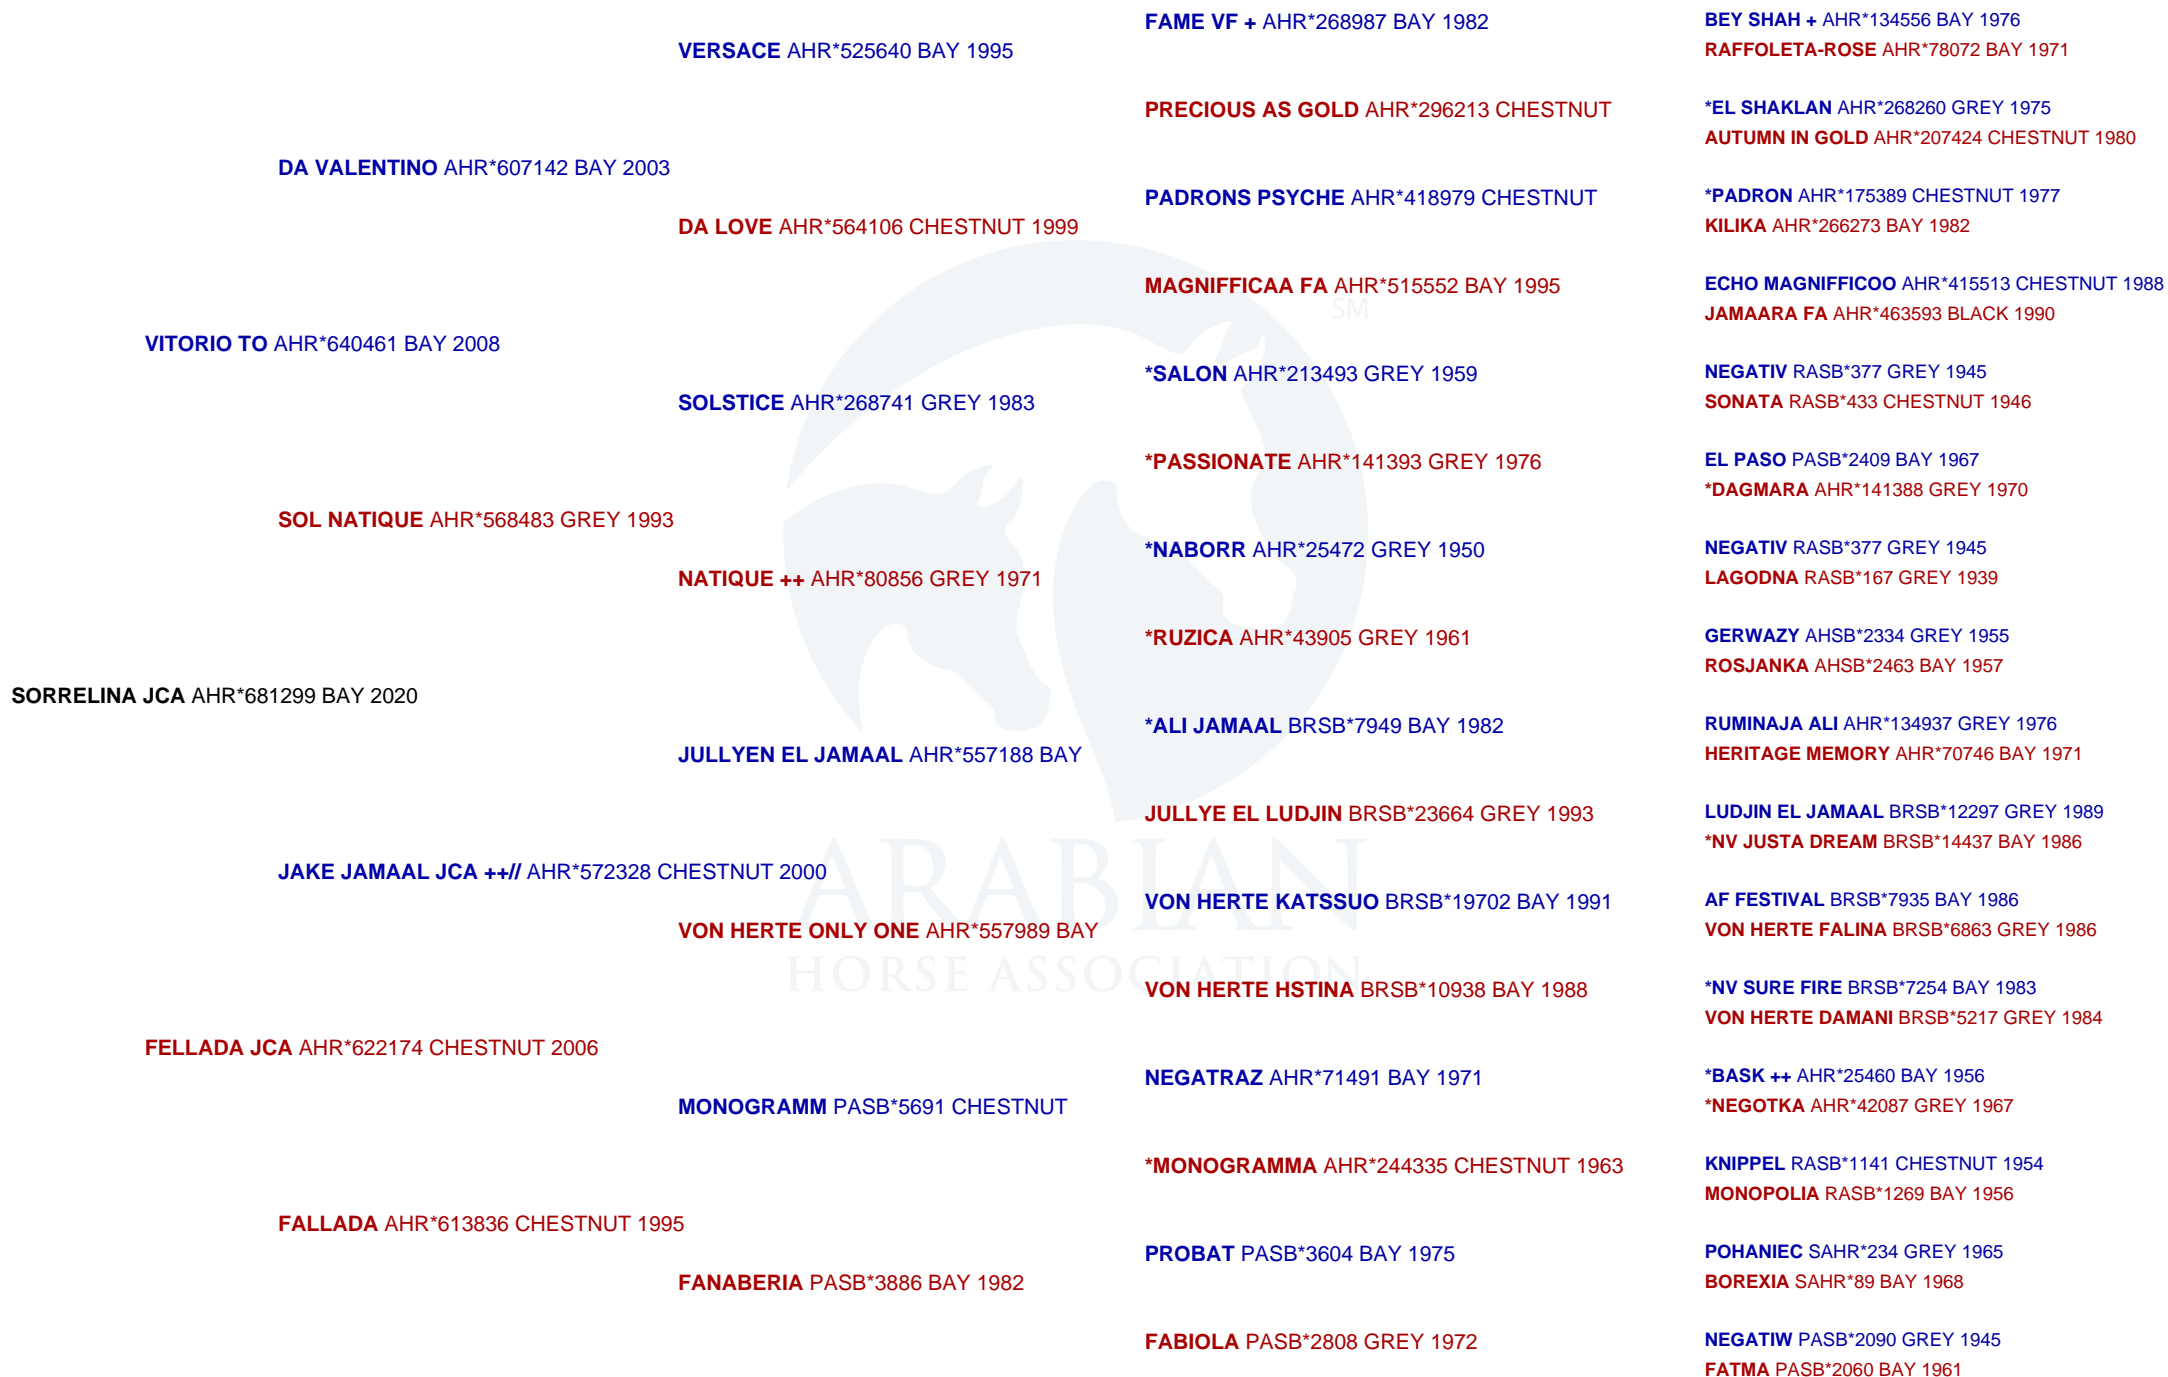 FAME VF + AHR*268987 BAY 1982
BEY SHAH + AHR*134556 BAY 1976
VERSACE AHR*525640 BAY 1995
RAFFOLETA-ROSE AHR*78072 BAY 1971
PRECIOUS AS GOLD AHR*296213 CHESTNUT
*EL SHAKLAN AHR*268260 GREY 1975
AUTUMN IN GOLD AHR*207424 CHESTNUT 1980
DA VALENTINO AHR*607142 BAY 2003
PADRONS PSYCHE AHR*418979 CHESTNUT
*PADRON AHR*175389 CHESTNUT 1977
DA LOVE AHR*564106 CHESTNUT 1999
KILIKA AHR*266273 BAY 1982
MAGNIFFICAA FA AHR*515552 BAY 1995
ECHO MAGNIFFICOO AHR*415513 CHESTNUT 1988
SM
JAMAARA FA AHR*463593 BLACK 1990
VITORIO TO AHR*640461 BAY 2008
*SALON AHR*213493 GREY 1959
NEGATIV RASB*377 GREY 1945
SOLSTICE AHR*268741 GREY 1983
SONATA RASB*433 CHESTNUT 1946
*PASSIONATE AHR*141393 GREY 1976
EL PASO PASB*2409 BAY 1967
*DAGMARA AHR*141388 GREY 1970
SOL NATIQUE AHR*568483 GREY 1993
*NABORR AHR*25472 GREY 1950
NEGATIV RASB*377 GREY 1945
NATIQUE ++ AHR*80856 GREY 1971
LAGODNA RASB*167 GREY 1939
*RUZICA AHR*43905 GREY 1961
GERWAZY AHSB*2334 GREY 1955
ROSJANKA AHSB*2463 BAY 1957
SORRELINA JCA AHR*681299 BAY 2020
*ALI JAMAAL BRSB*7949 BAY 1982
RUMINAJA ALI AHR*134937 GREY 1976
JULLYEN EL JAMAAL AHR*557188 BAY
HERITAGE MEMORY AHR*70746 BAY 1971
JULLYE EL LUDJIN BRSB*23664 GREY 1993
LUDJIN EL JAMAAL BRSB*12297 GREY 1989
*NV JUSTA DREAM BRSB*14437 BAY 1986
JAKE JAMAAL JCA ++// AHR*572328 CHESTNUT 2000
ARABIAN
VON HERTE KATSSUO BRSB*19702 BAY 1991
AF FESTIVAL BRSB*7935 BAY 1986
VON HERTE ONLY ONE AHR*557989 BAY
VON HERTE FALINA BRSB*6863 GREY 1986
HORSE ASSOCIATION
VON HERTE HSTINA BRSB*10938 BAY 1988
*NV SURE FIRE BRSB*7254 BAY 1983
VON HERTE DAMANI BRSB*5217 GREY 1984
FELLADA JCA AHR*622174 CHESTNUT 2006
NEGATRAZ AHR*71491 BAY 1971
*BASK ++ AHR*25460 BAY 1956
MONOGRAMM PASB*5691 CHESTNUT
*NEGOTKA AHR*42087 GREY 1967
*MONOGRAMMA AHR*244335 CHESTNUT 1963
KNIPPEL RASB*1141 CHESTNUT 1954
MONOPOLIA RASB*1269 BAY 1956
FALLADA AHR*613836 CHESTNUT 1995
PROBAT PASB*3604 BAY 1975
POHANIEC SAHR*234 GREY 1965
FANABERIA PASB*3886 BAY 1982
BOREXIA SAHR*89 BAY 1968
FABIOLA PASB*2808 GREY 1972
NEGATIW PASB*2090 GREY 1945
FATMA PASB*2060 BAY 1961